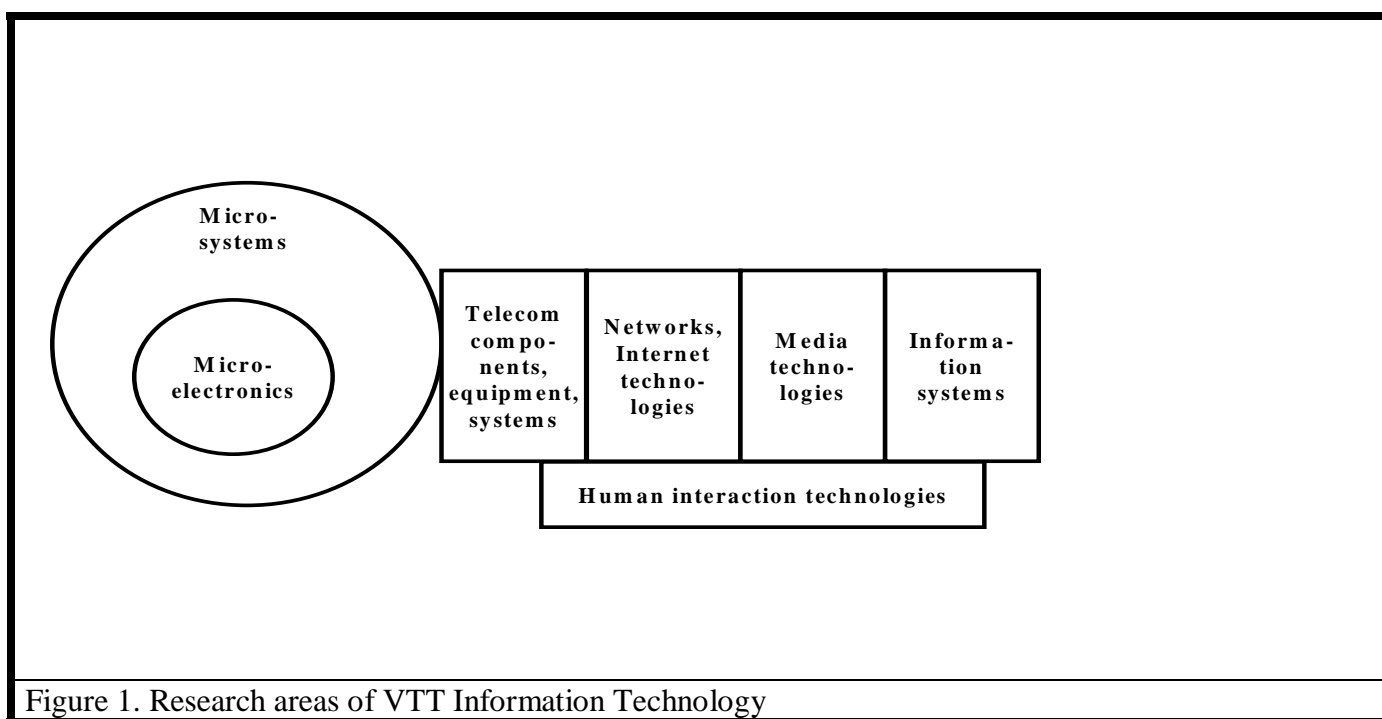 Micro-
systems
Micro-
electronics
Telecom
compo-
nents,
equipment,
systems
Networks,
Internet
techno-
logies
Media
techno-
logies
Informa-
tion
systems
Human interaction technologies
Figure 1. Research areas of VTT Information Technology